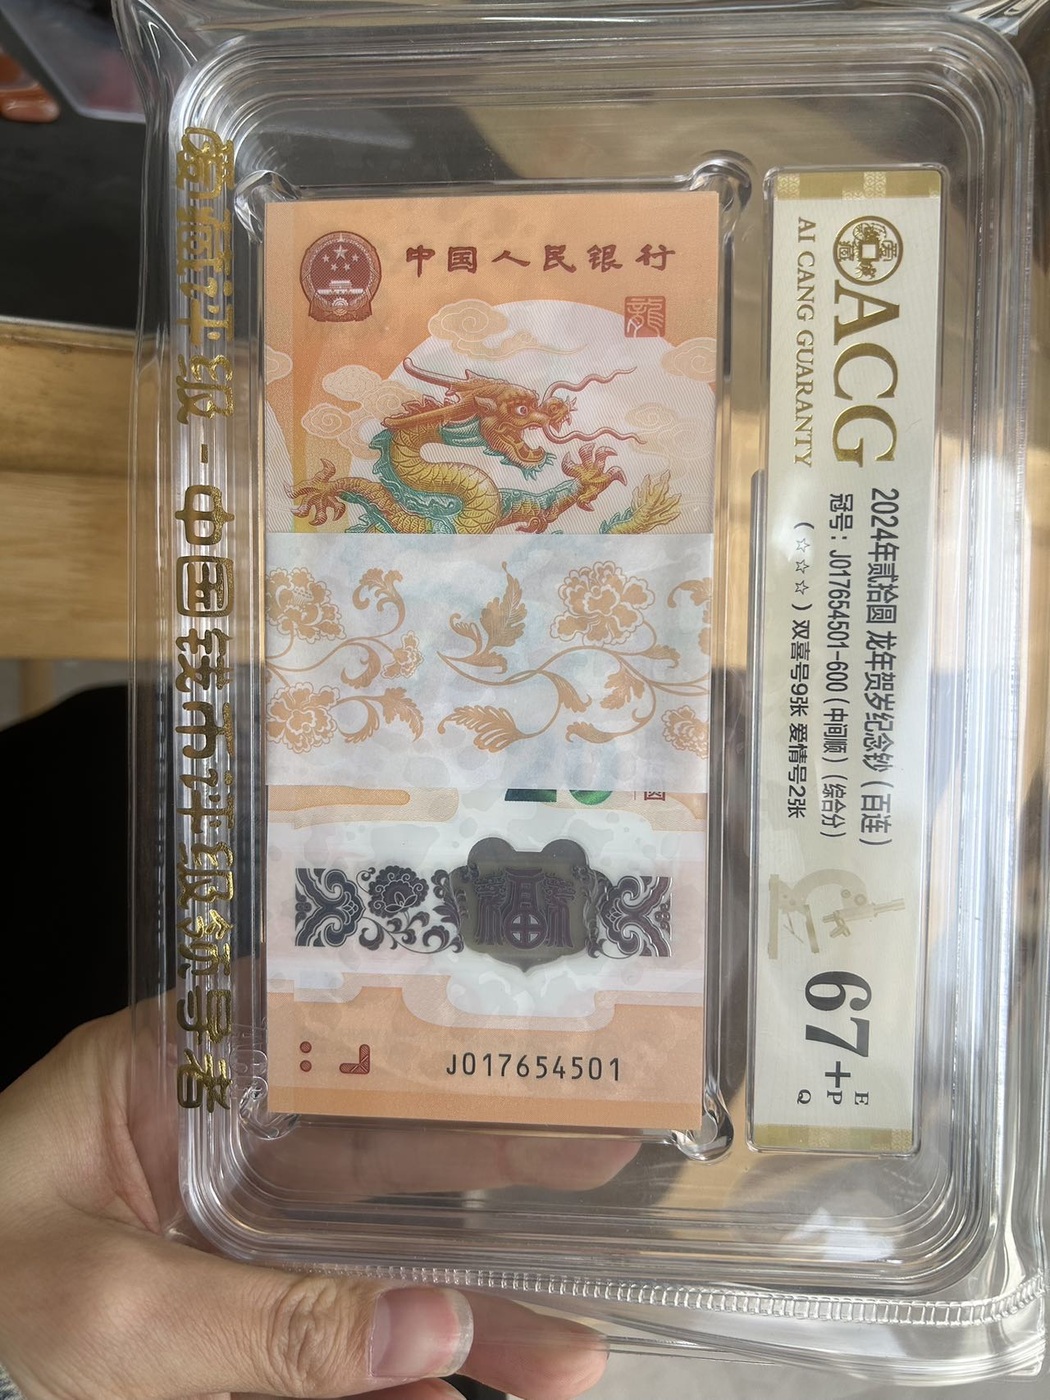 爱藏评级-中国钱币评级领导者
中国人民银行
龍
圆
J017654501
ACG
AI CANG GUARANTY
2024年贰拾圆 龙年贺岁纪念钞（百连）
冠号：J017654501-600（中间顺）（综合分）
（☆☆☆）双喜号9张 爱情号2张
67+
E
P
Q